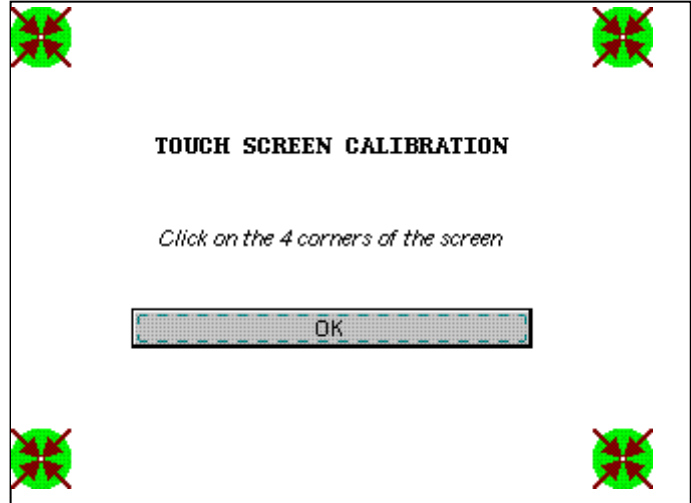 TOUCH SCREEN CALIBRATION
Click on the 4 corners of the screen
OK